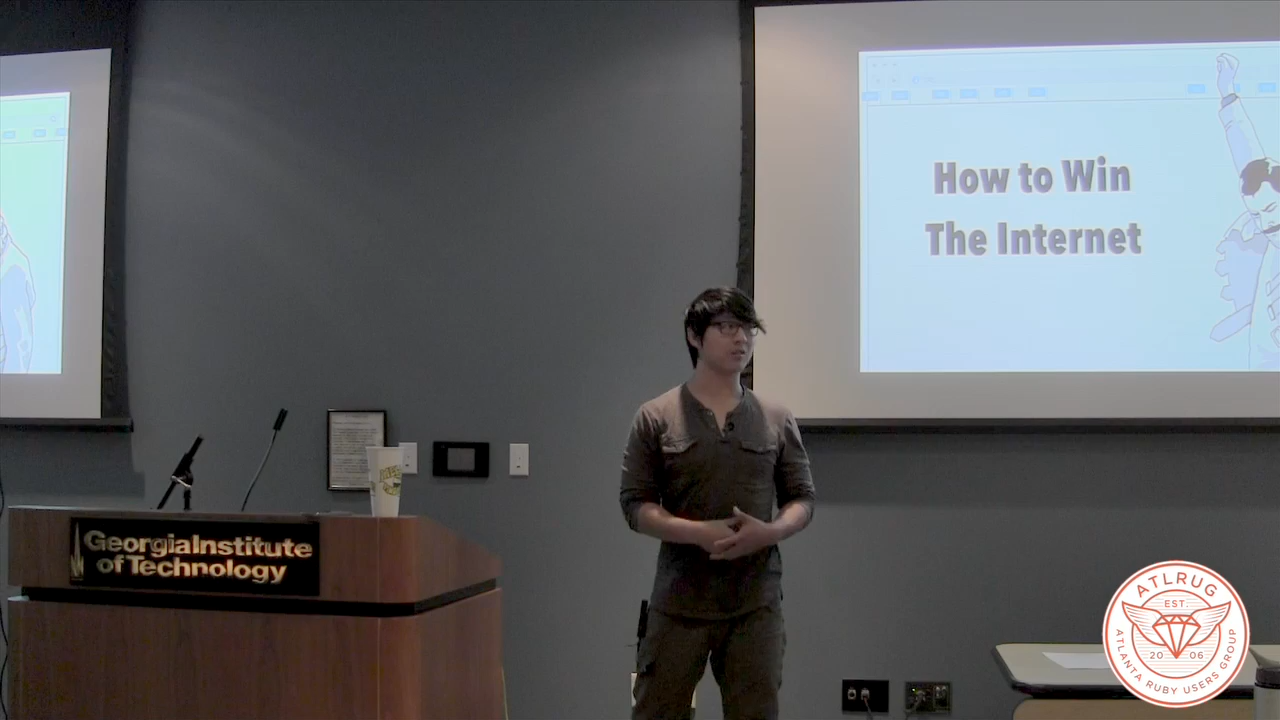 How to Win
The Internet
GeorgiaInstitute
of Technology
ATLRUG
EST.
20 06
ATLANTA RUBY USERS GROUP